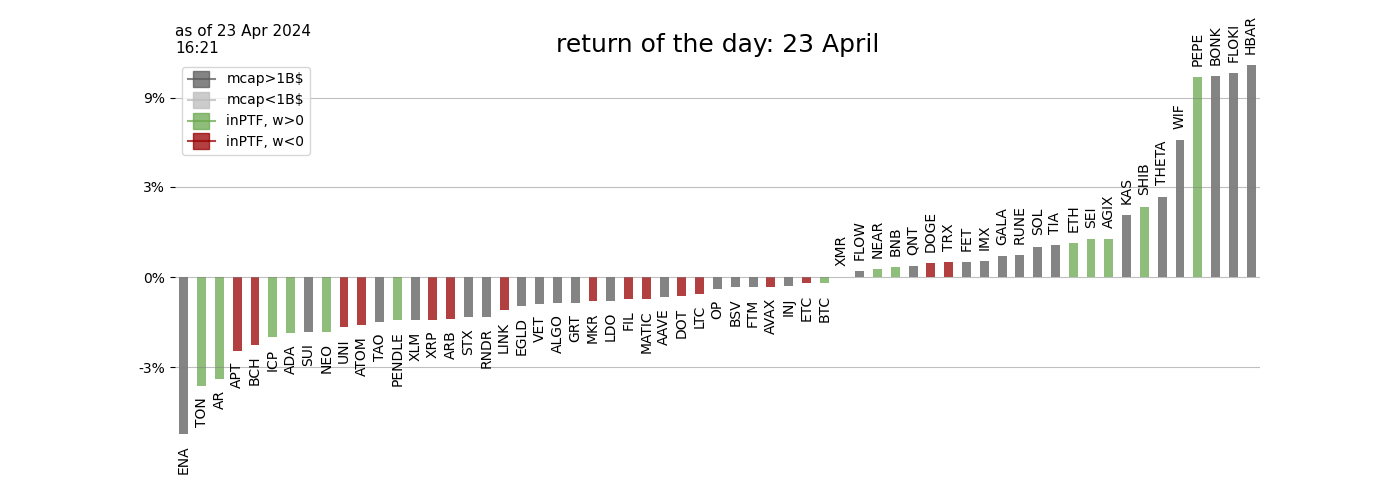 as of 23 Apr 2024
16:21
return of the day: 23 April
mcap>1B$
mcap<1B$
inPTF, w>0
inPTF, w<0
9%
3%
0%
-3%
ENA
TON
AR
APT
BCH
ICP
ADA
SUI
NEO
UNI
ATOM
TAO
PENDLE
XLM
XRP
ARB
STX
RNDR
LINK
EGLD
VET
ALGO
GRT
MKR
LDO
FIL
MATIC
AAVE
DOT
LTC
OP
BSV
FTM
AVAX
INJ
ETC
BTC
XMR
FLOW
NEAR
BNB
QNT
DOGE
TRX
FET
IMX
GALA
RUNE
SOL
TIA
ETH
SEI
AGIX
KAS
SHIB
THETA
WIF
PEPE
BONK
FLOKI
HBAR